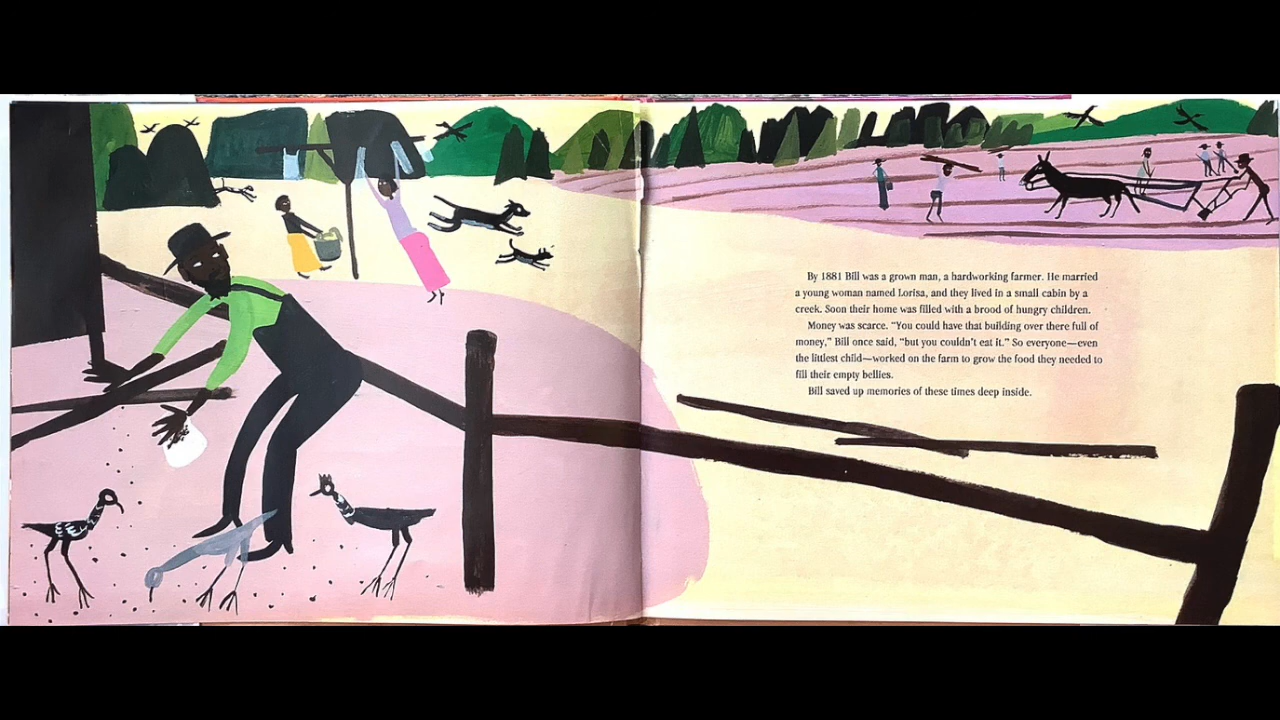 By 1881 Bill was a grown man, a hardworking farmer. He married
a young woman named Lorisa, and they lived in a small cabin by a
creek. Soon their home was filled with a brood of hungry children.
Money was scarce. “You could have that building over there full of
money,” Bill once said, “but you couldn’t eat it.” So everyone—even
the littlest child—worked on the farm to grow the food they needed to
fill their empty bellies.
Bill saved up memories of these times deep inside.